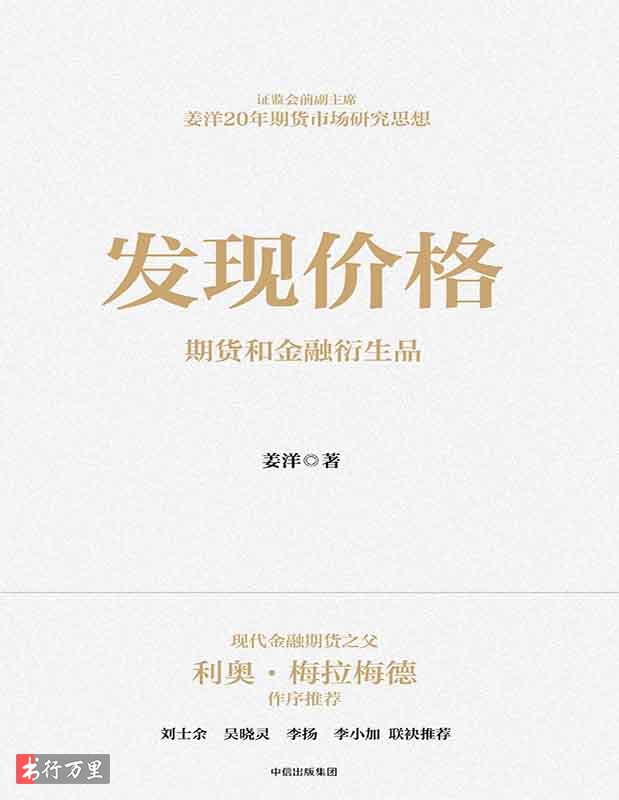 证监会前副主席
姜洋20年期货市场研究思想
发现价格
期货和金融衍生品
姜洋◎著
现代金融期货之父
利奥·梅拉梅德
作序推荐
刘士余 吴晓灵 李扬 李小加 联袂推荐
书行万里
中信出版集团